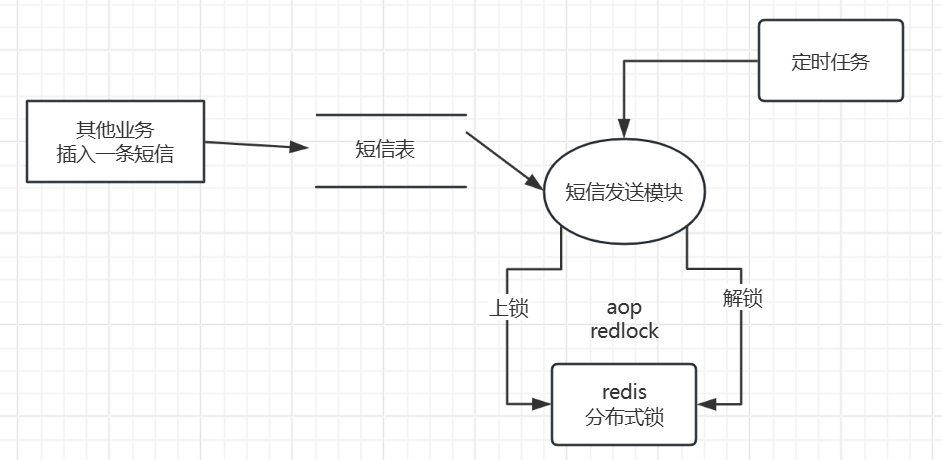 定时任务
其他业务
插入一条短信
短信表
短信发送模块
上锁
aop
redlock
解锁
redis
分布式锁